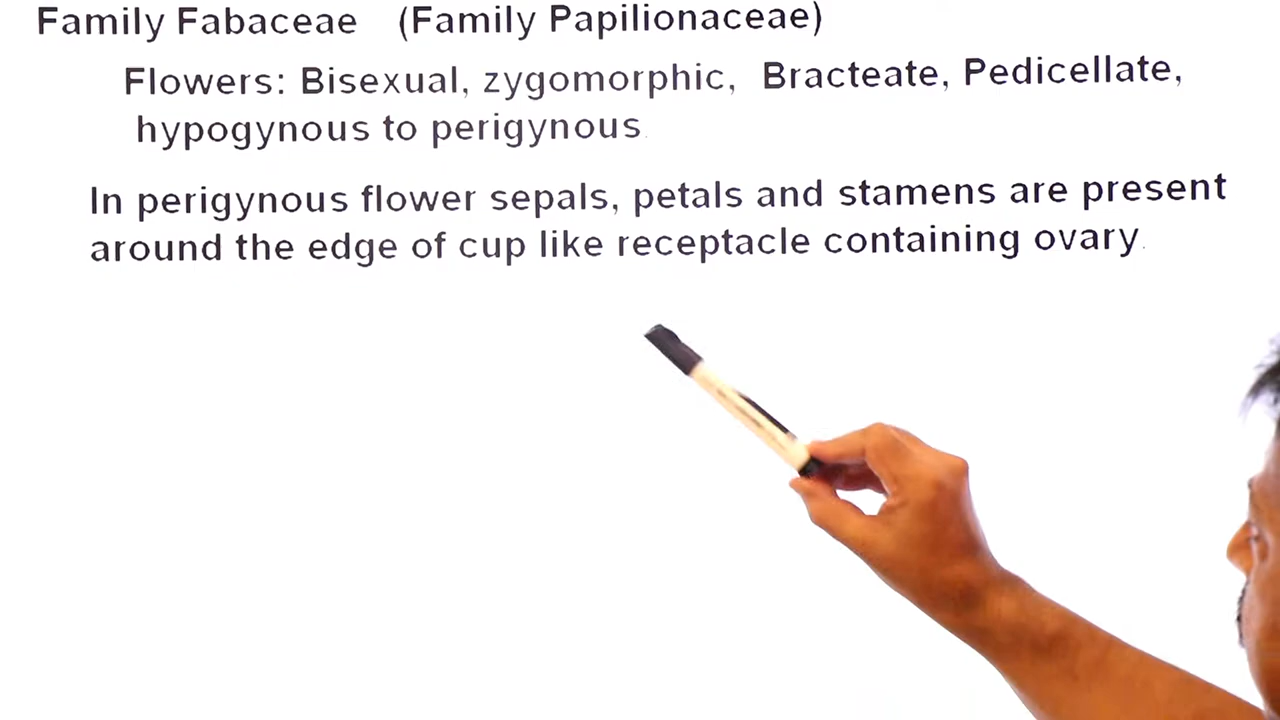 Family Fabaceae (Family Papilionaceae)
Flowers: Bisexual, zygomorphic, Bracteate, Pedicellate,
hypogynous to perigynous.
In perigynous flower sepals, petals and stamens are present
around the edge of cup like receptacle containing ovary.